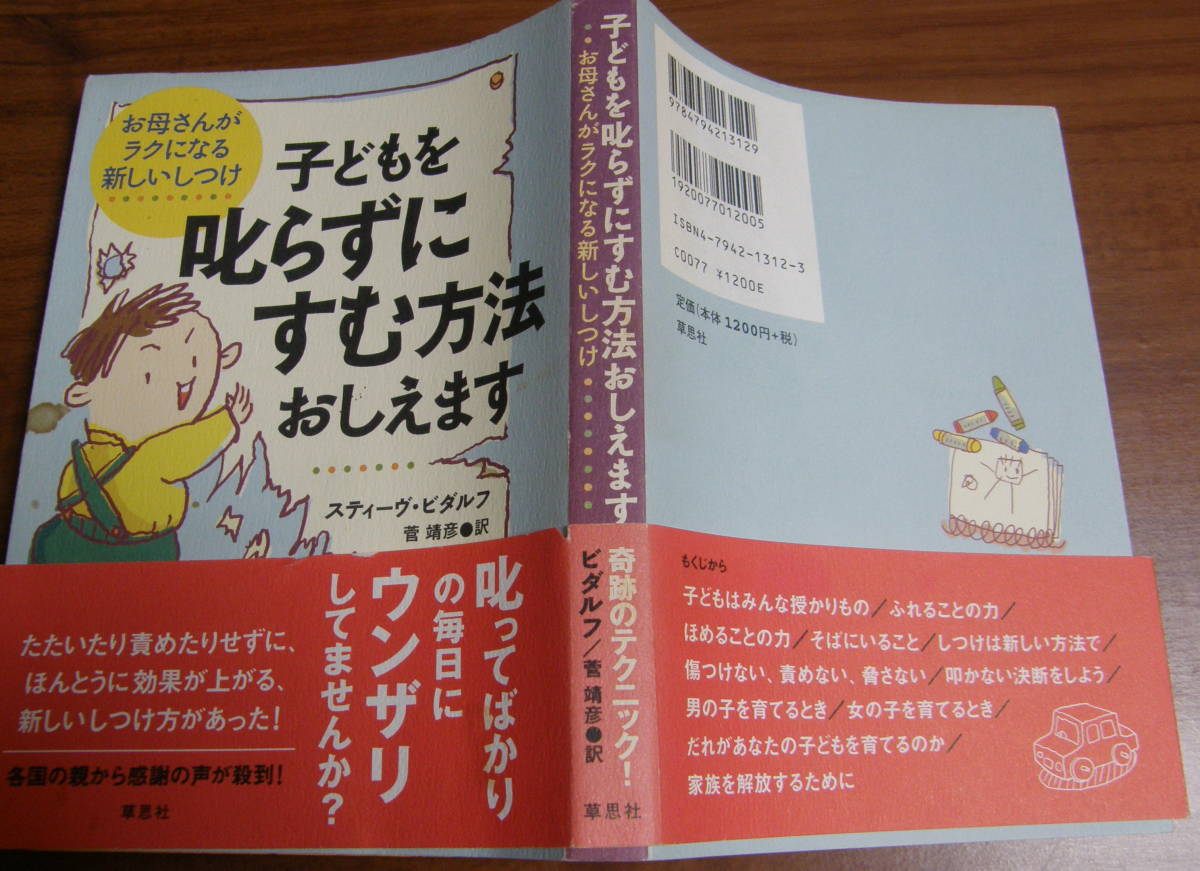 お母さんが
ラクになる
新しいしつけ
子どもを
叱らずに
すむ方法
おしえます
スティーヴ・ビダルフ
菅 靖彦●訳
叱ってばかり
の毎日に
ウンザリ
してませんか?
たたいたり責めたりせずに、
ほんとうに効果が上がる、
新しいしつけ方があった!
各国の親から感謝の声が殺到!
草思社
子どもを叱らずにすむ方法おしえます
お母さんがラクになる新しいしつけ
奇跡のテクニック!
ビダルフ/菅 靖彦●訳
草思社
9784794213129
1920077012005
ISBN4-7942-1312-3
C0077 ¥1200E
定価(本体1200円+税)
草思社
もくじから
子どもはみんな授かりもの/ふれることの力/
ほめることの力/そばにいること/しつけは新しい方法で/
傷つけない、責めない、脅さない/叩かない決断をしよう/
男の子を育てるとき/女の子を育てるとき/
だれがあなたの子どもを育てるのか/
家族を解放するために